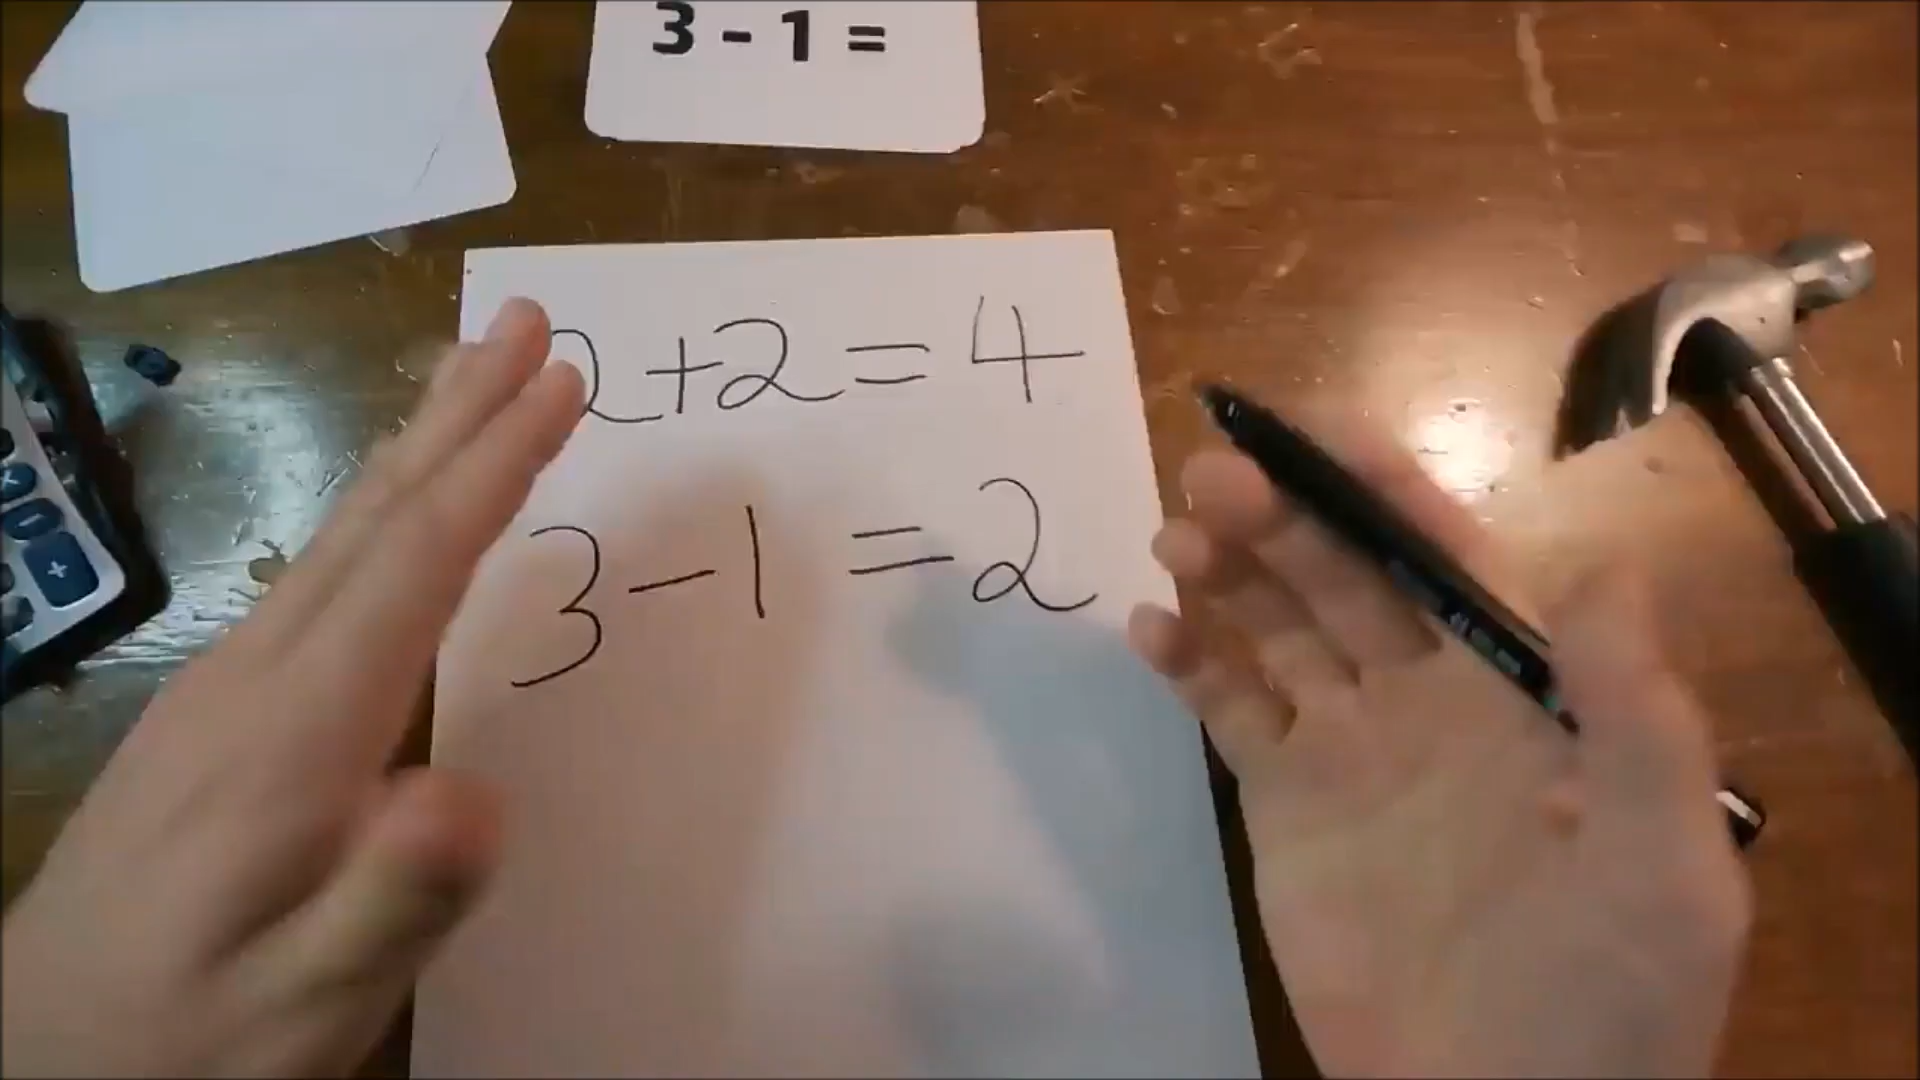 3 - 1 =
2+2=4
3-1=2
+